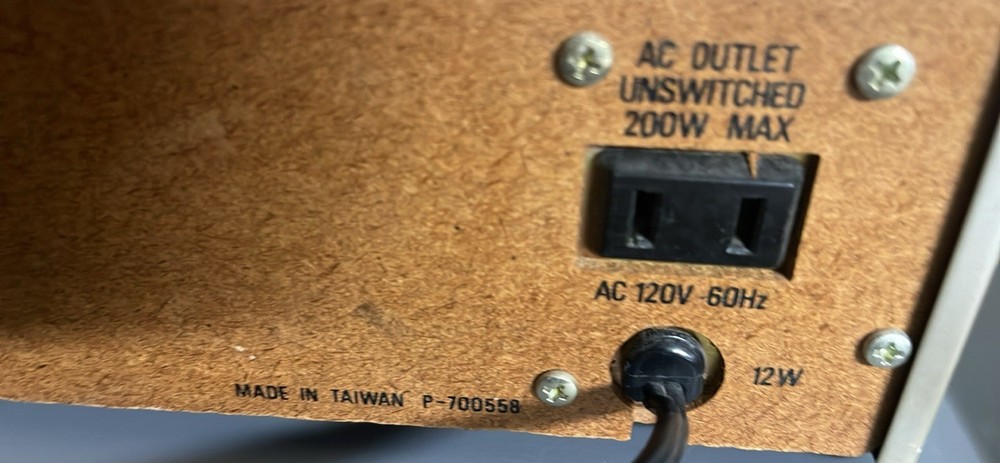 AC OUTLET
UNSWITCHED
200W MAX
AC 120V 60Hz
12W
MADE IN TAIWAN P-700558